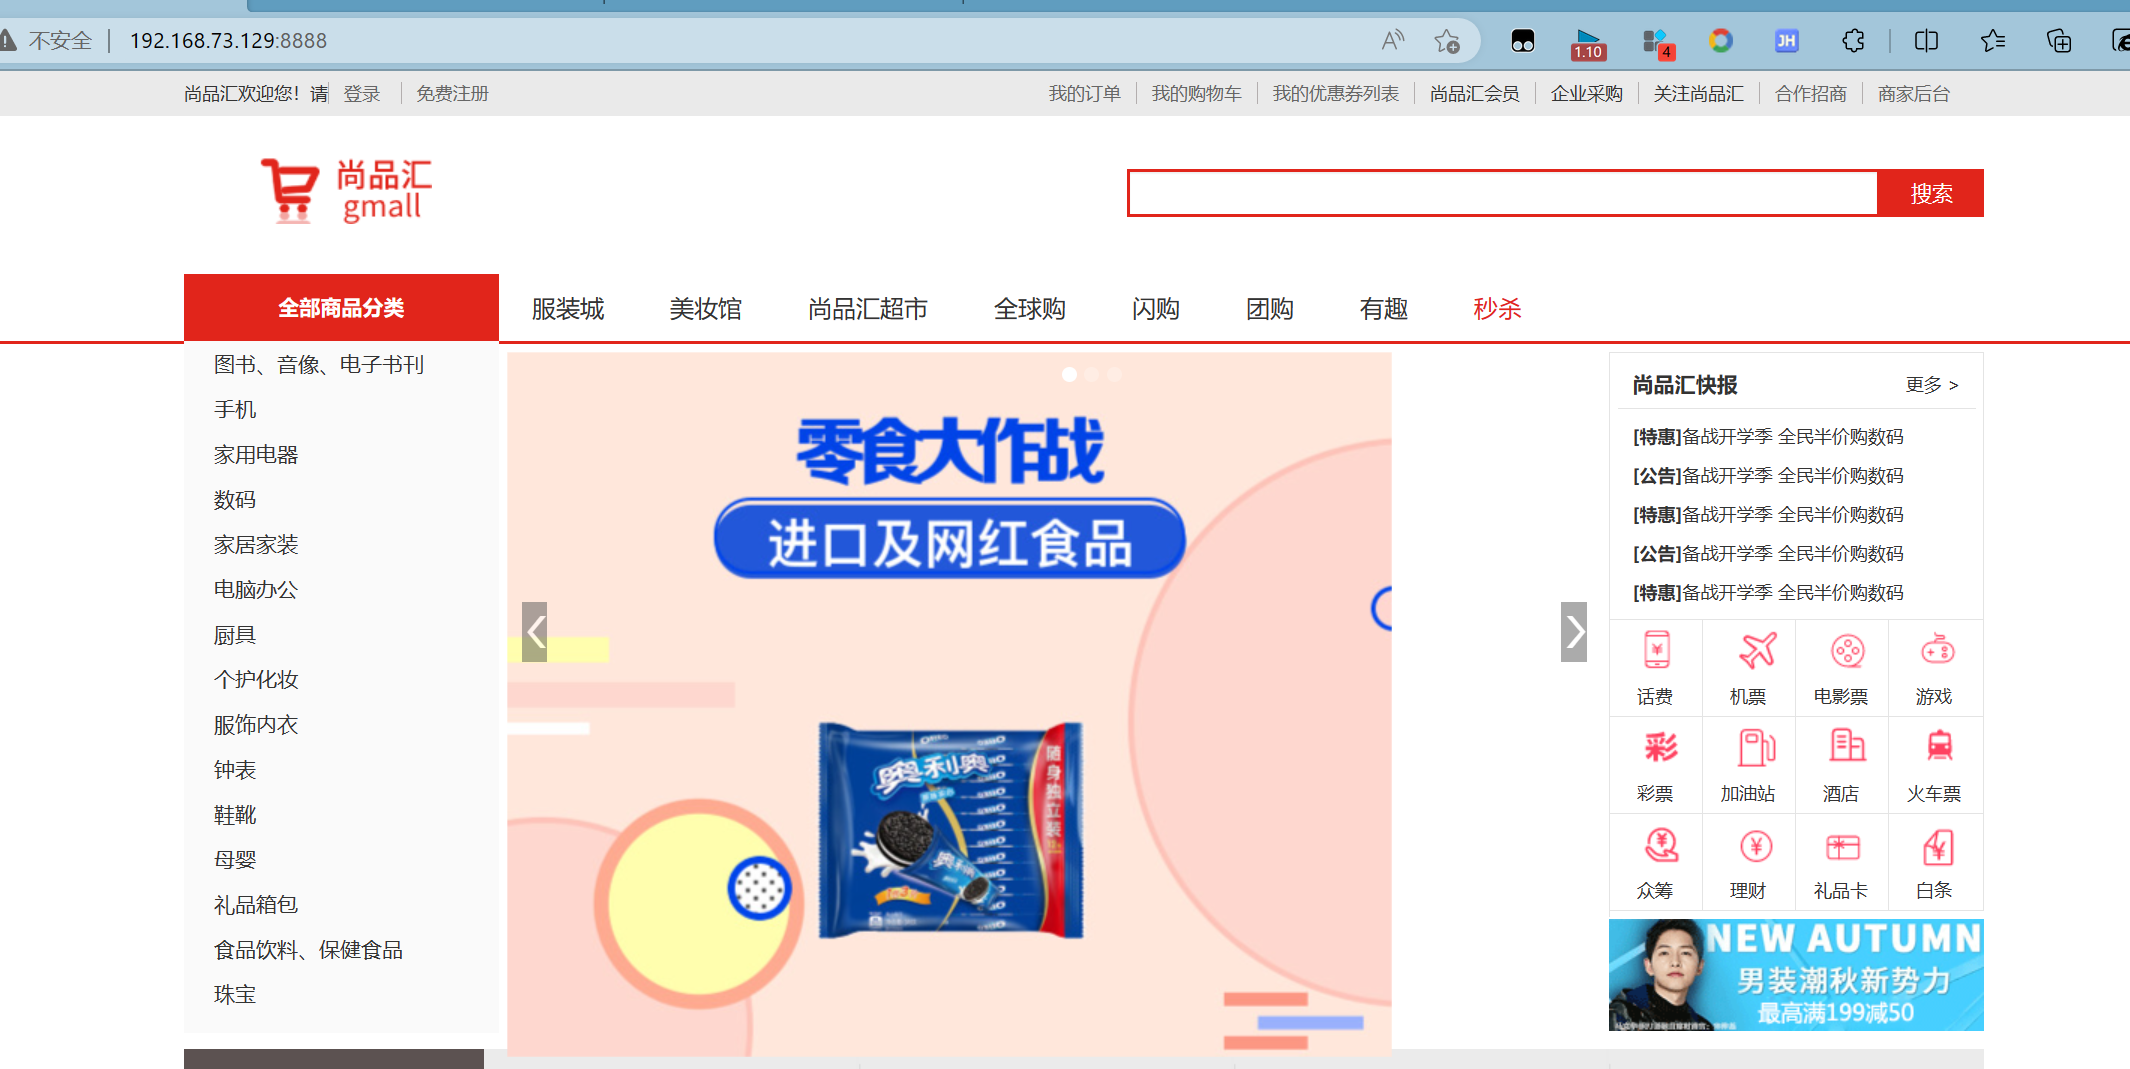 不安全 192.168.73.129:8888
1.10 4 JH
尚品汇欢迎您！请 登录 免费注册 我的订单 我的购物车 我的优惠券列表 尚品汇会员 企业采购 关注尚品汇 合作招商 商家后台
尚品汇
gmall
搜索
全部商品分类 服装城 美妆馆 尚品汇超市 全球购 闪购 团购 有趣 秒杀
图书、音像、电子书刊
手机
家用电器
数码
家居家装
电脑办公
厨具
个护化妆
服饰内衣
钟表
鞋靴
母婴
礼品箱包
食品饮料、保健食品
珠宝
零食大作战
进口及网红食品
奥利奥
随身独立装
奥利奥
尚品汇快报 更多 >
[特惠]备战开学季 全民半价购数码
[公告]备战开学季 全民半价购数码
[特惠]备战开学季 全民半价购数码
[公告]备战开学季 全民半价购数码
[特惠]备战开学季 全民半价购数码
话费 机票 电影票 游戏
彩
彩票 加油站 酒店 火车票
众筹 理财 礼品卡 白条
NEW AUTUMN
男装潮秋新势力
最高满199减50